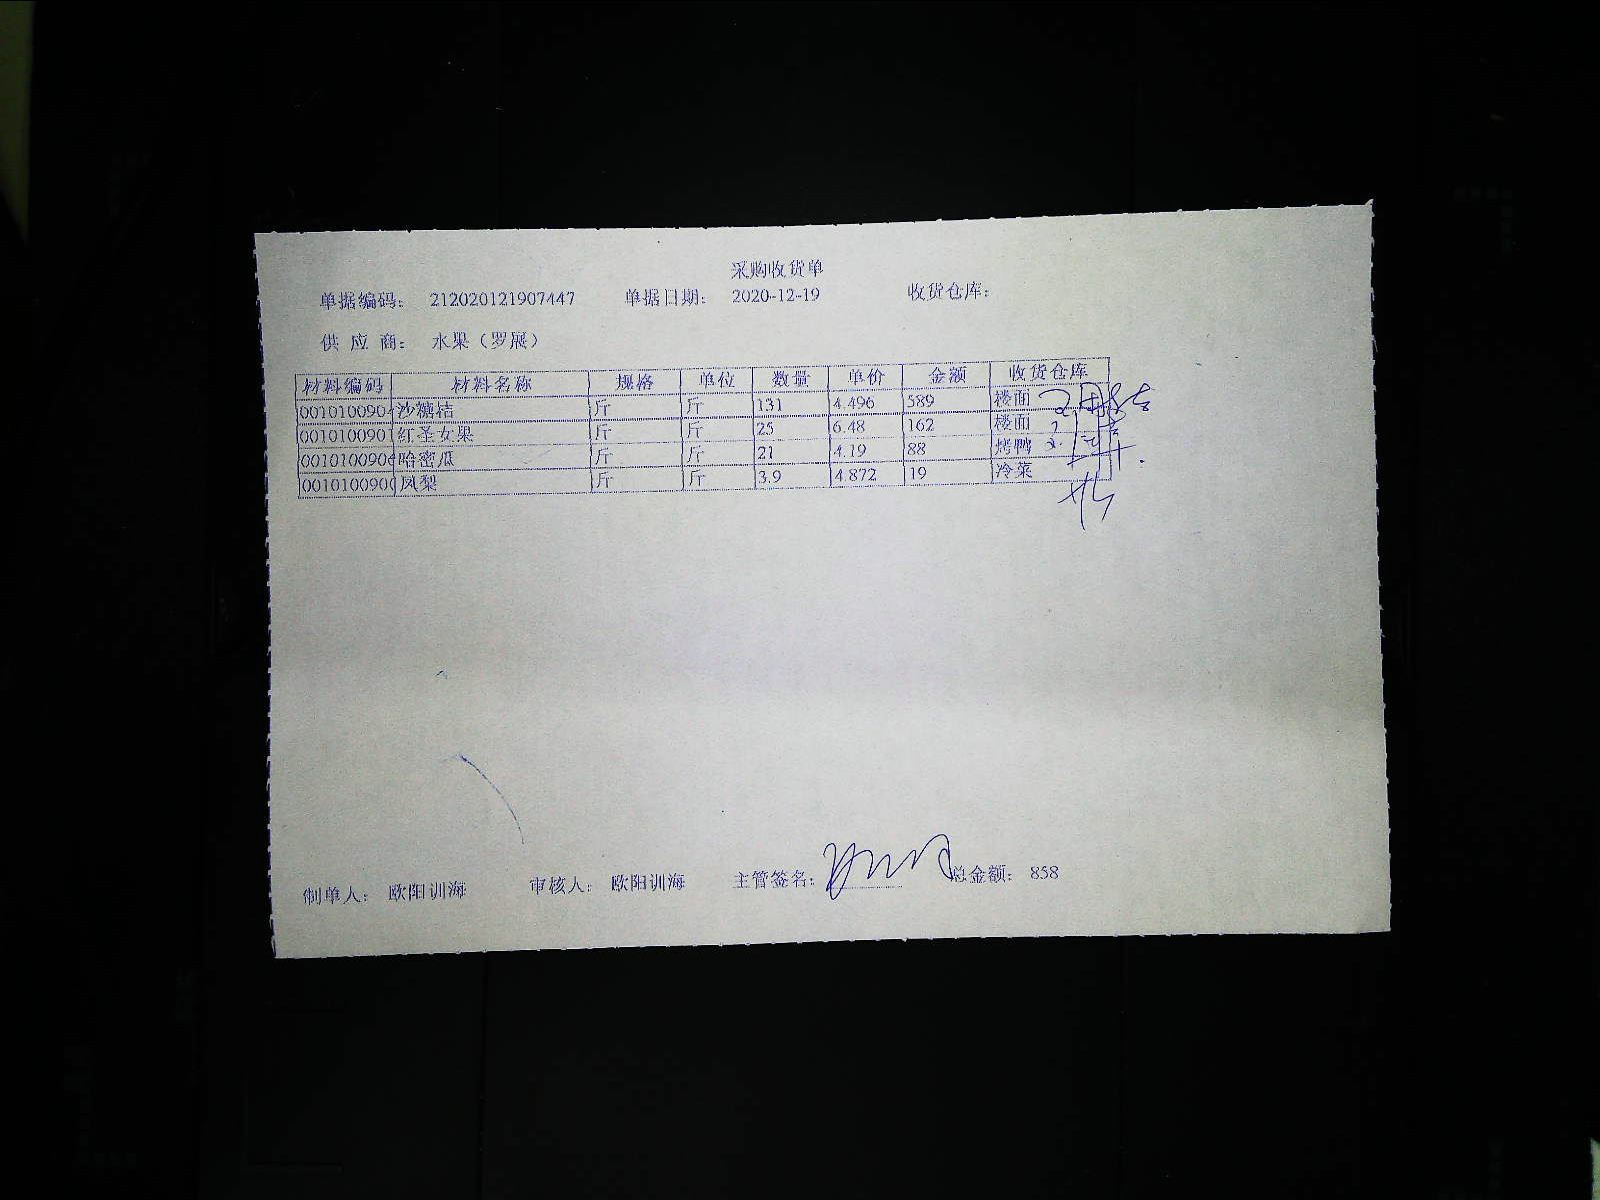 采购收货单
单据编码： 212020121907447 单据日期： 2020-12-19 收货仓库：
供 应 商： 水果（罗展）
材料编码 材料名称 规格 单位 数量 单价 金额 收货仓库
0010100904 沙糖桔 斤 斤 131 4.496 589 楼面
0010100901 红圣女果 斤 斤 25 6.48 162 楼面
001010090 哈密瓜 斤 斤 21 4.19 88 烤鸭
001010090 凤梨 斤 斤 3.9 4.872 19 冷菜
制单人： 欧阳训海 审核人： 欧阳训海 主管签名： 总金额： 858